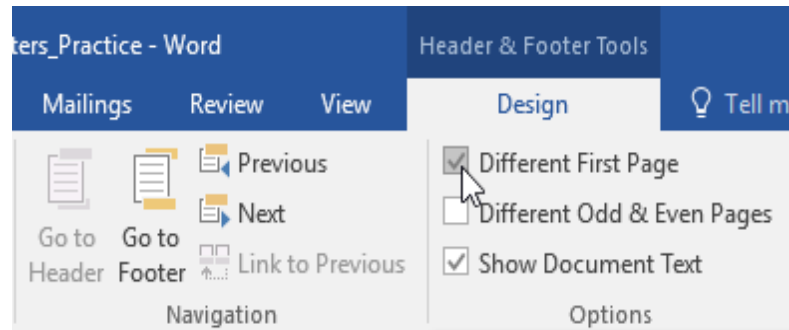 ters_Practice - Word
Header & Footer Tools
Mailings Review View Design Tell m
Go to Header
Go to Footer
Previous
Next
Link to Previous
Navigation
Different First Page
Different Odd & Even Pages
Show Document Text
Options